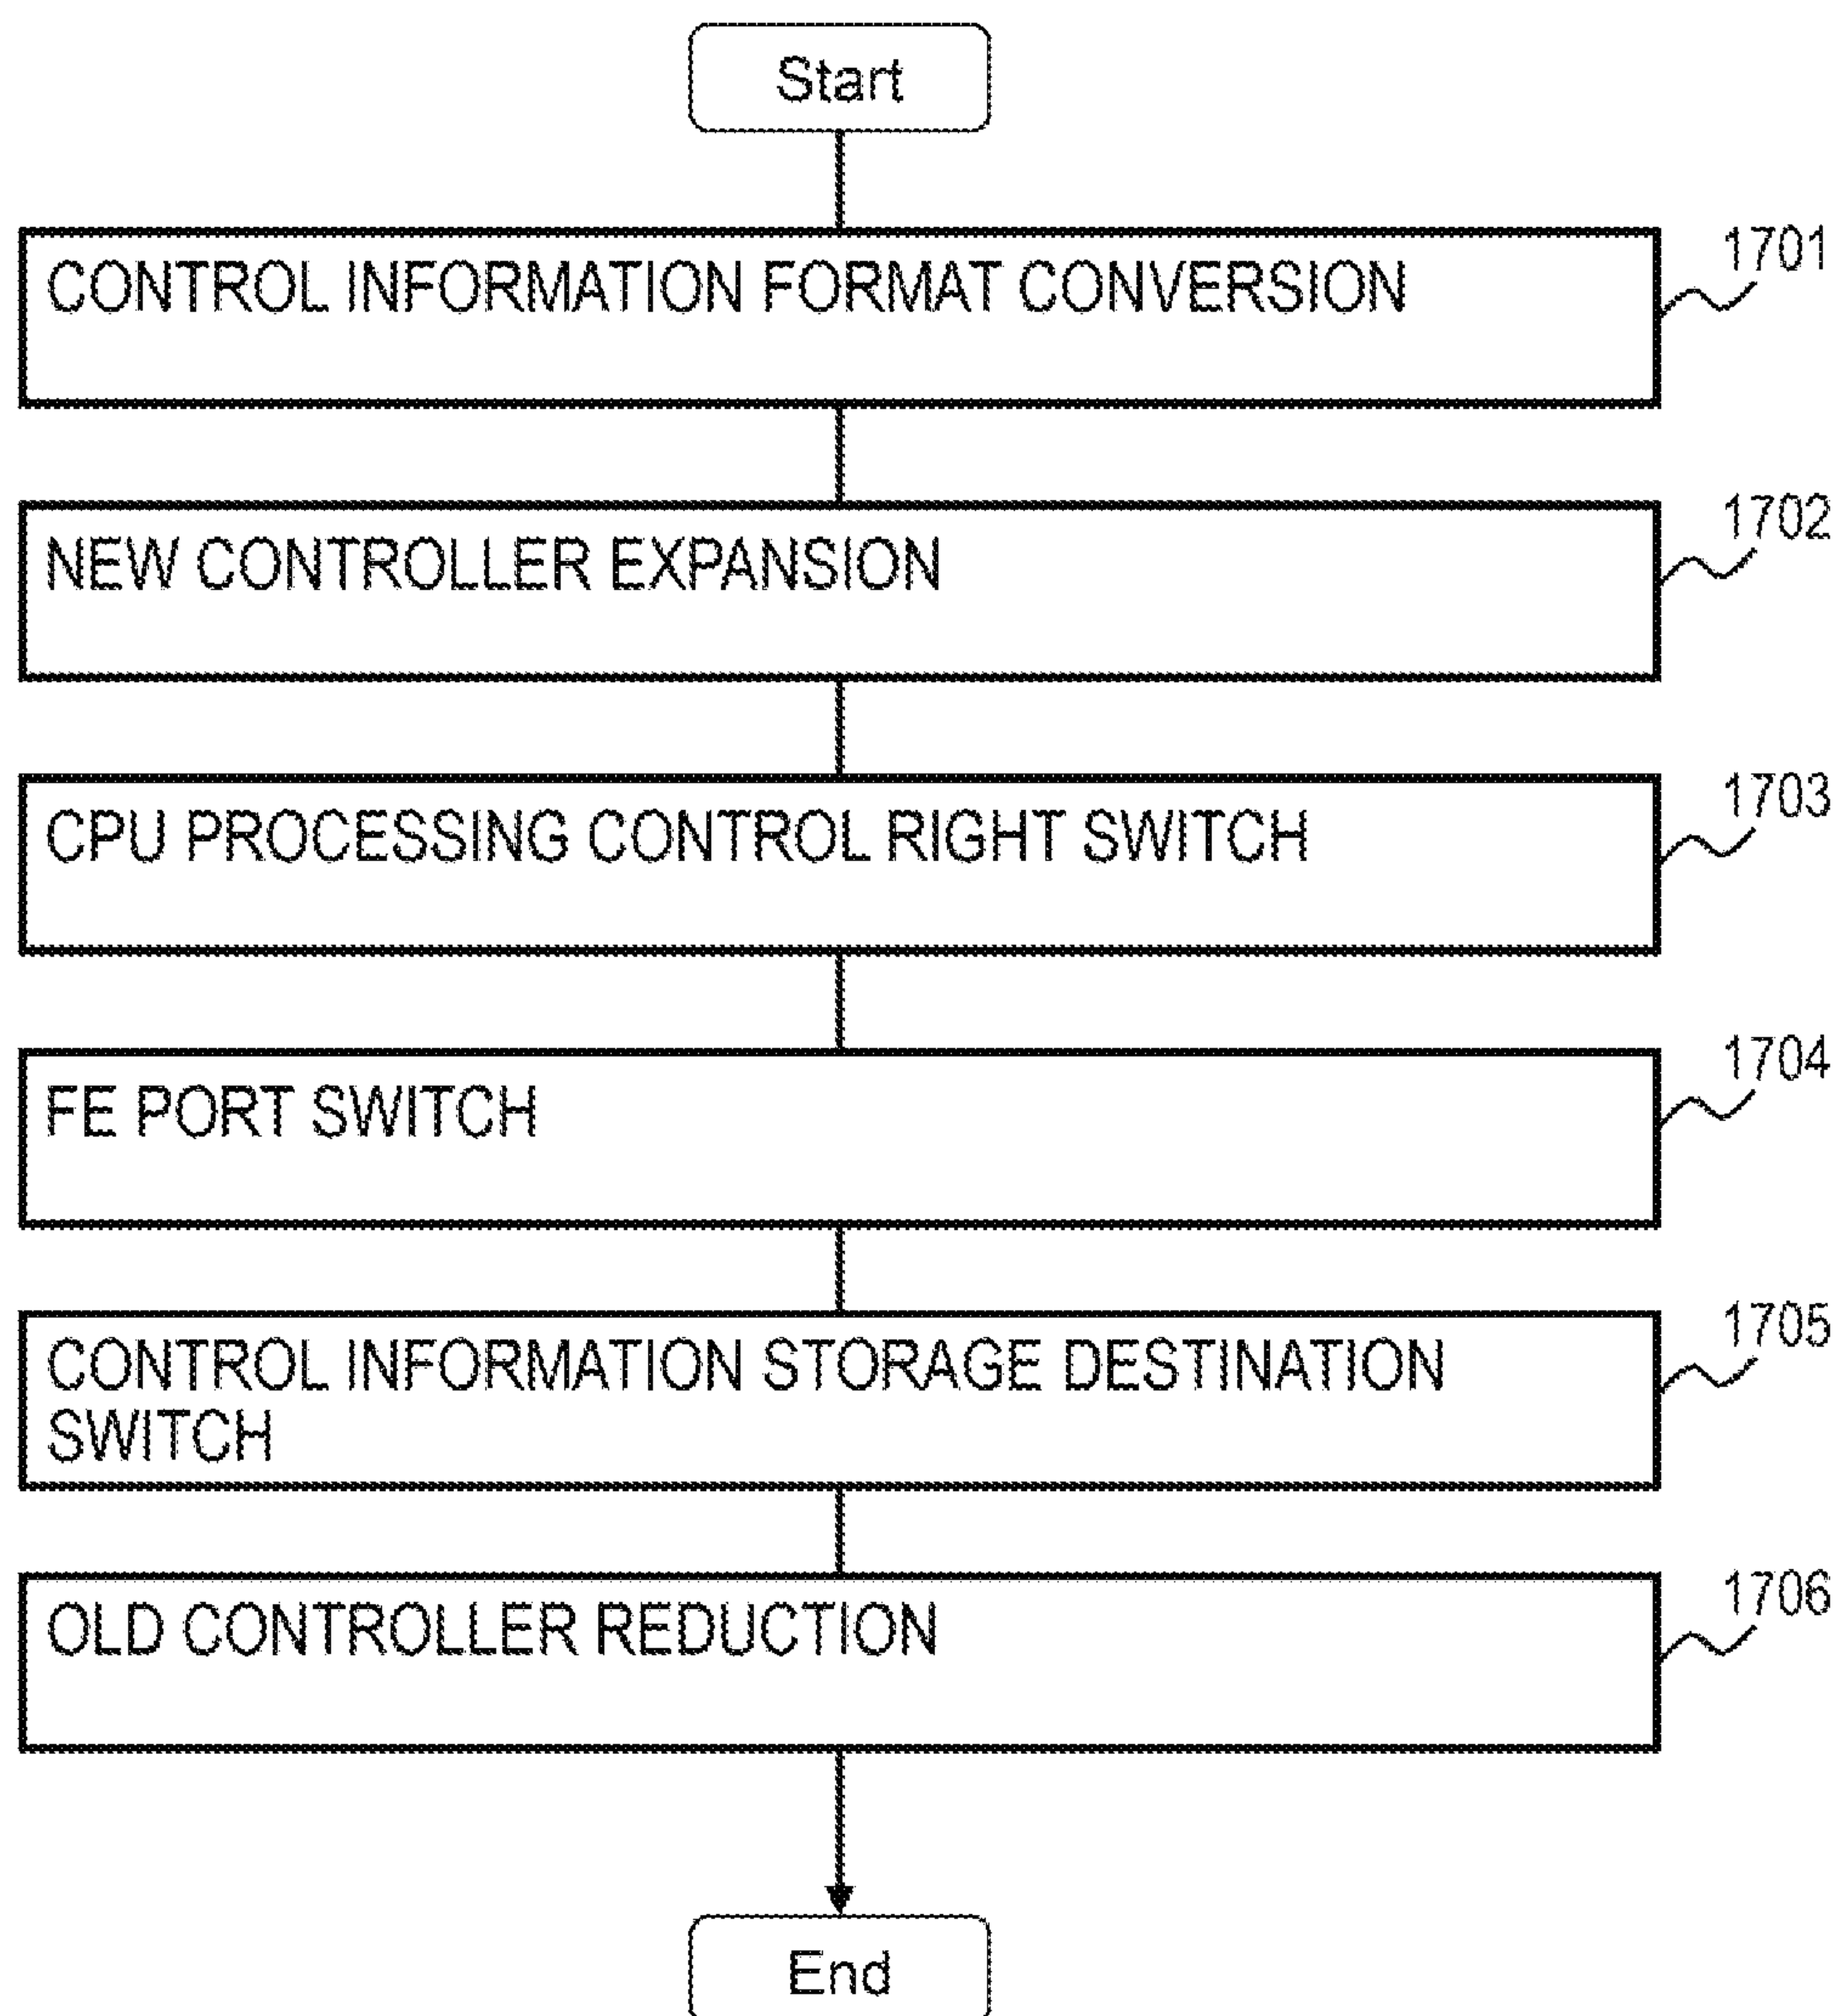 Start
CONTROL INFORMATION FORMAT CONVERSION
1701
NEW CONTROLLER EXPANSION
1702
CPU PROCESSING CONTROL RIGHT SWITCH
1703
FE PORT SWITCH
1704
CONTROL INFORMATION STORAGE DESTINATION
SWITCH
1705
OLD CONTROLLER REDUCTION
1706
End